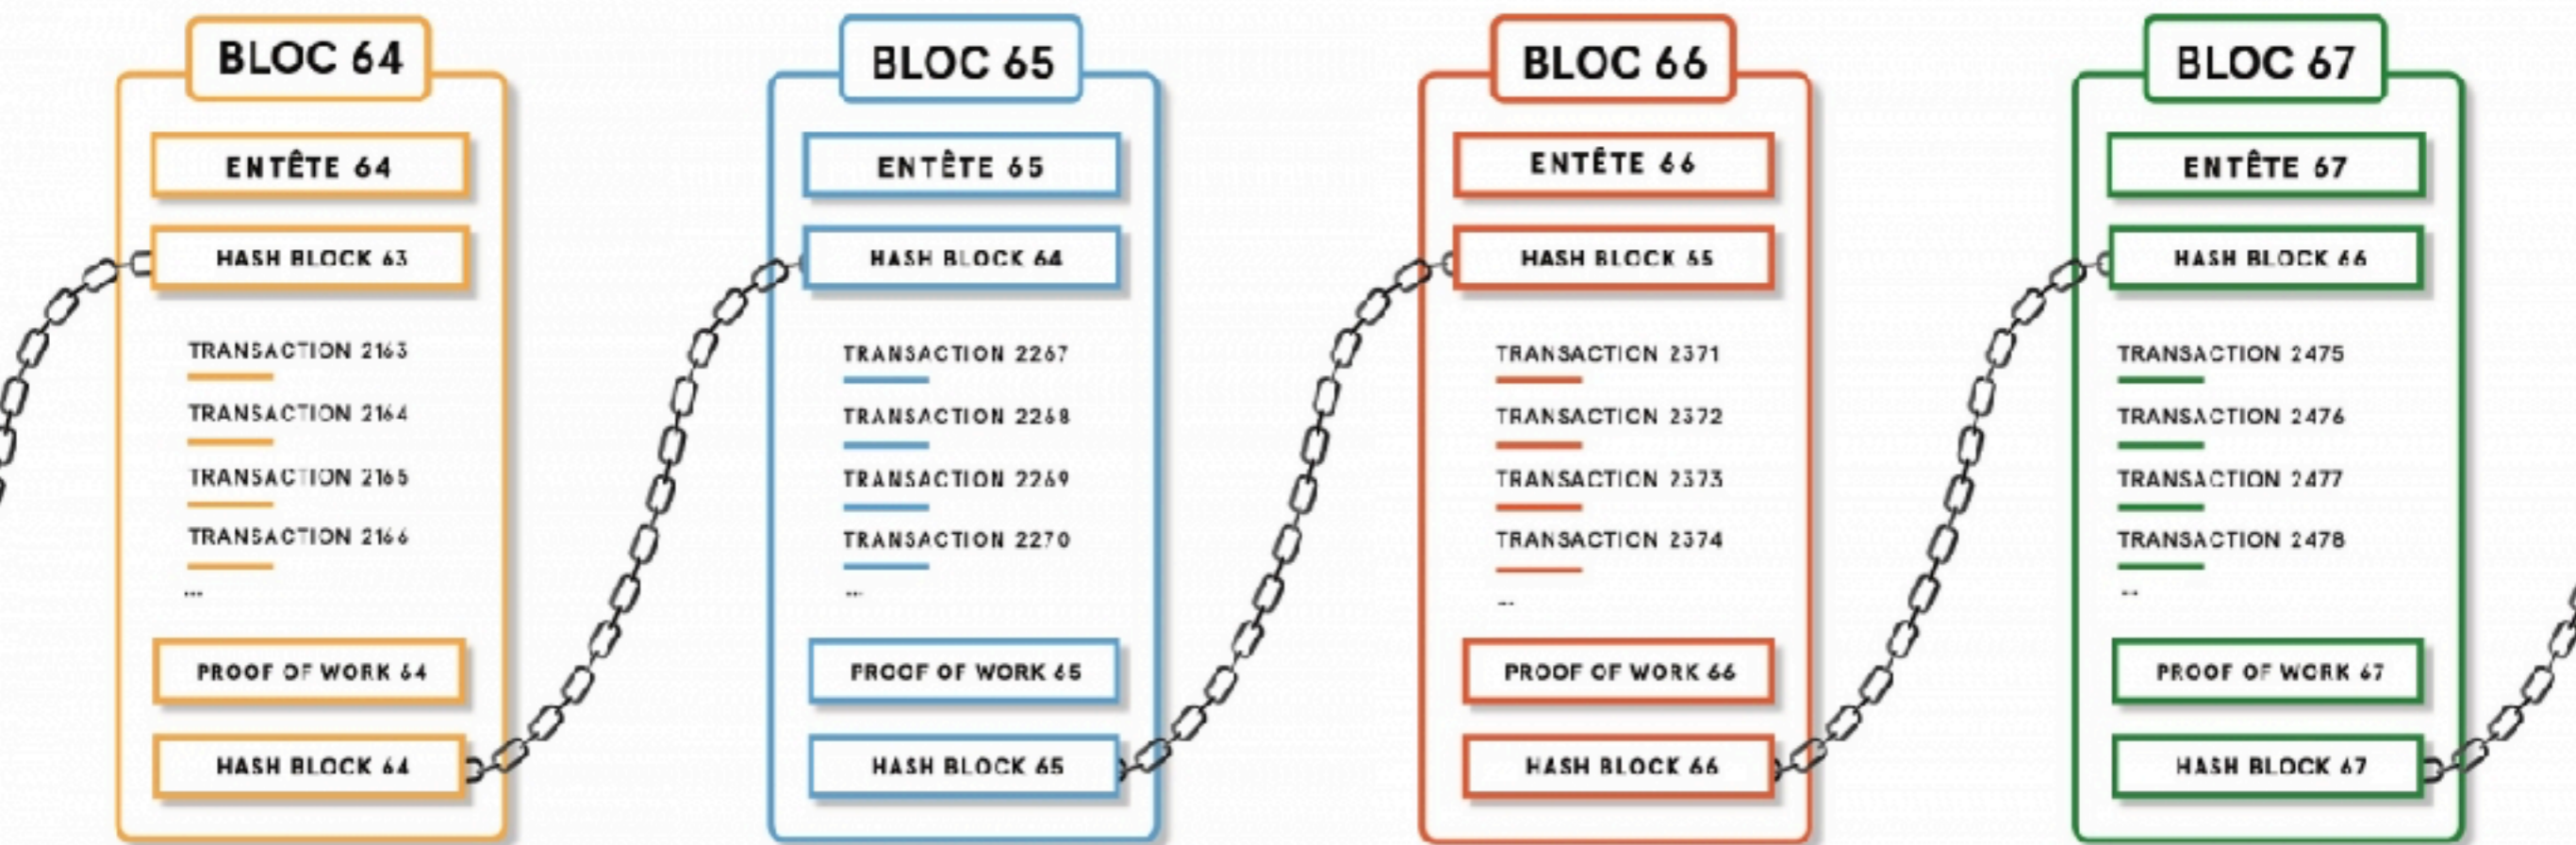 BLOC 64
ENTÊTE 64
HASH BLOCK 63
TRANSACTION 2163
TRANSACTION 2164
TRANSACTION 2165
TRANSACTION 2166
...
PROOF OF WORK 64
HASH BLOCK 64
BLOC 65
ENTÊTE 65
HASH BLOCK 64
TRANSACTION 2267
TRANSACTION 2268
TRANSACTION 2269
TRANSACTION 2270
...
PROOF OF WORK 65
HASH BLOCK 65
BLOC 66
ENTÊTE 66
HASH BLOCK 65
TRANSACTION 2371
TRANSACTION 2372
TRANSACTION 2373
TRANSACTION 2374
...
PROOF OF WORK 66
HASH BLOCK 66
BLOC 67
ENTÊTE 67
HASH BLOCK 66
TRANSACTION 2475
TRANSACTION 2476
TRANSACTION 2477
TRANSACTION 2478
...
PROOF OF WORK 67
HASH BLOCK 67